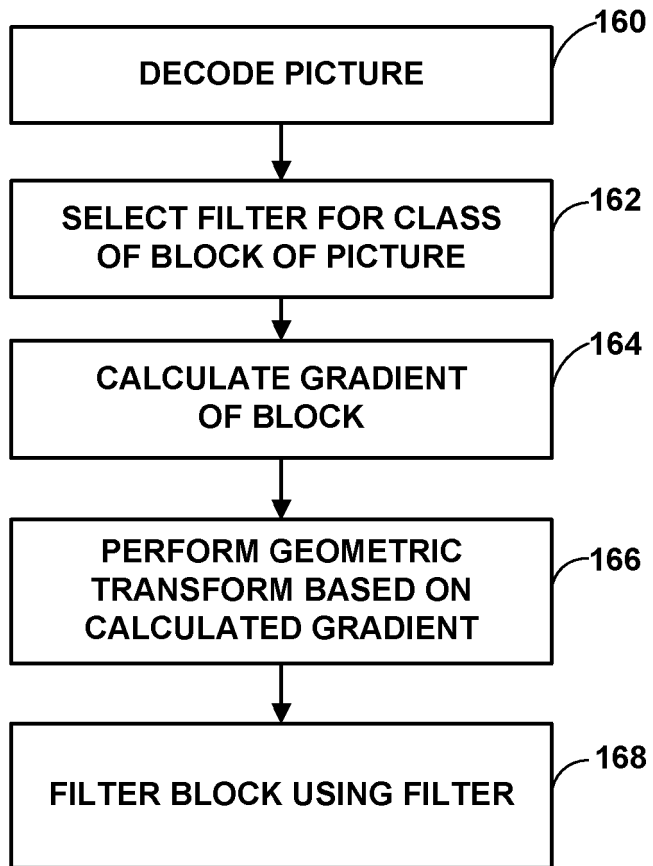 160
DECODE PICTURE
162
SELECT FILTER FOR CLASS
OF BLOCK OF PICTURE
164
CALCULATE GRADIENT
OF BLOCK
PERFORM GEOMETRIC
TRANSFORM BASED ON
166
CALCULATED GRADIENT
168
FILTER BLOCK USING FILTER